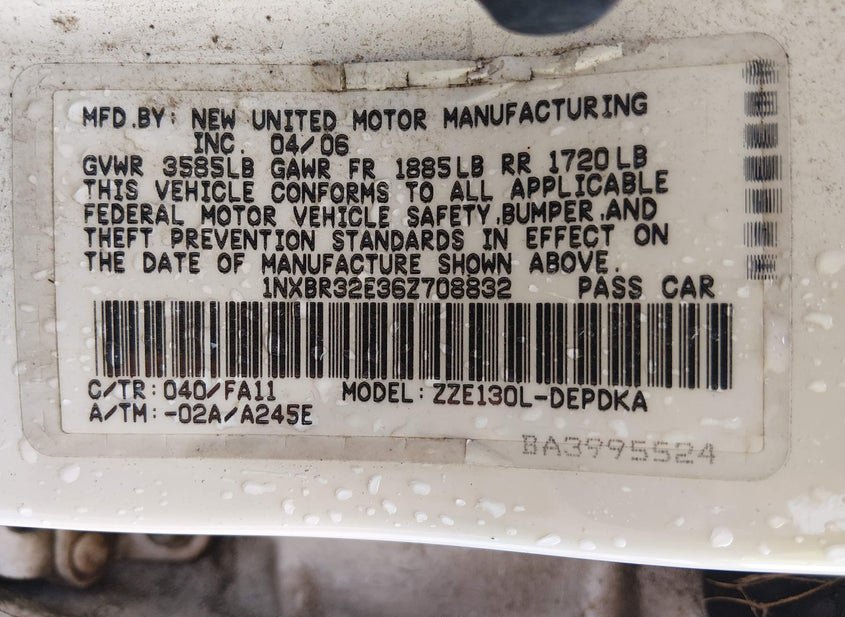 MFD.BY: NEW UNITED MOTOR MANUFACTURING
INC. 04/06
GVWR 3585LB GAWR FR 1885LB RR 1720LB
THIS VEHICLE CONFORMS TO ALL APPLICABLE
FEDERAL MOTOR VEHICLE SAFETY,BUMPER,AND
THEFT PREVENTION STANDARDS IN EFFECT ON
THE DATE OF MANUFACTURE SHOWN ABOVE.
1NXBR32E36Z708832 PASS CAR
C/TR: 040/FA11 MODEL: ZZE130L-DEPDKA
A/TM:-02A/A245E
BA3995524